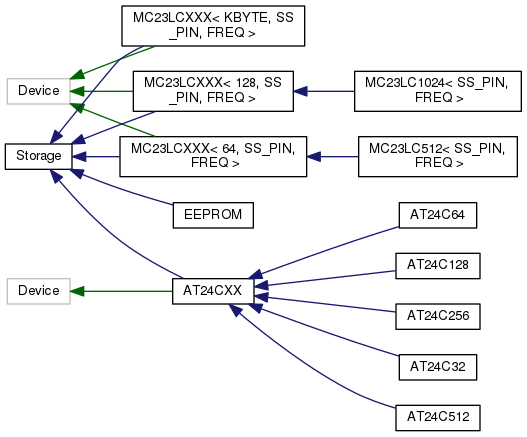 MC23LCXXX< KBYTE, SS
_PIN, FREQ >
Device
MC23LCXXX< 128, SS
_PIN, FREQ >
MC23LC1024< SS_PIN,
FREQ >
Storage
MC23LCXXX< 64, SS_PIN,
FREQ >
MC23LC512< SS_PIN,
FREQ >
EEPROM
AT24C64
AT24C128
Device
AT24CXX
AT24C256
AT24C32
AT24C512